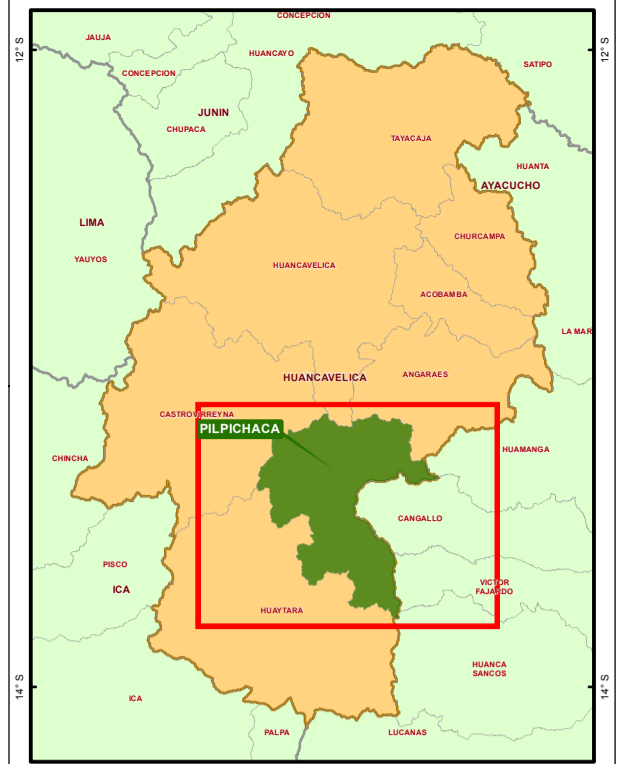 CONCEPCION
JAUJA
12° S
12° S
HUANCAYO
SATIPO
CONCEPCION
JUNIN
CHUPACA
TAYACAJA
HUANTA
AYACUCHO
LIMA
CHURCAMPA
YAUYOS
HUANCAVELICA
ACOBAMBA
LA MAR
HUANCAVELICA
ANGARAES
CASTROVIRREYNA
PILPICHACA
HUAMANGA
CHINCHA
CANGALLO
PISCO
ICA
VICTOR
FAJARDO
HUAYTARA
HUANCA
SANCOS
14° S
14° S
ICA
PALPA
LUCANAS